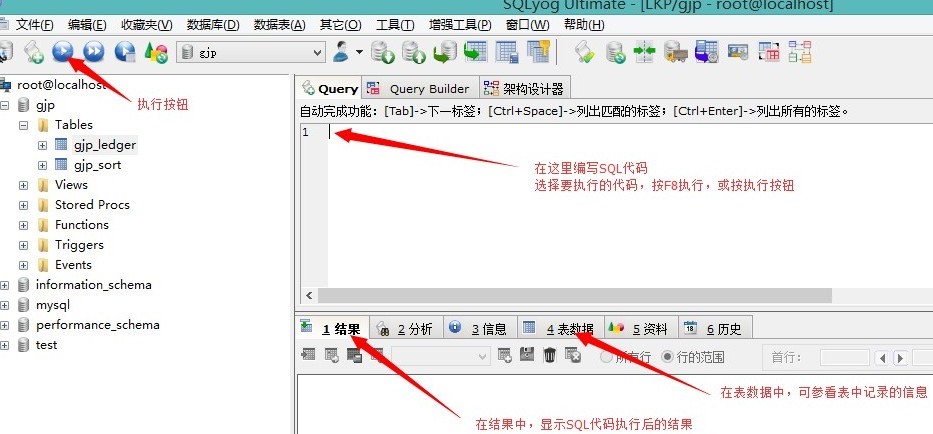 SQLyog Ultimate - [LKP/gjp - root@localhost]
文件(F) 编辑(E) 收藏夹(V) 数据库(D) 数据表(A) 其它(O) 工具(T) 增强工具(P) 窗口(W) 帮助(H)
gjp
执行按钮
root@localhost
gjp
Tables
gjp_ledger
gjp_sort
Views
Stored Procs
Functions
Triggers
Events
information_schema
mysql
performance_schema
test
Query Query Builder 架构设计器
自动完成功能: [Tab]->下一标签; [Ctrl+Space]->列出匹配的标签; [Ctrl+Enter]->列出所有的标签。
1
在这里编写SQL代码
选择要执行的代码，按F8执行，或按执行按钮
1 结果 2 分析 3 信息 4 表数据 5 资料 6 历史
所有行 行的范围 首行:
在表数据中，可参看表中记录的信息
在结果中，显示SQL代码执行后的结果